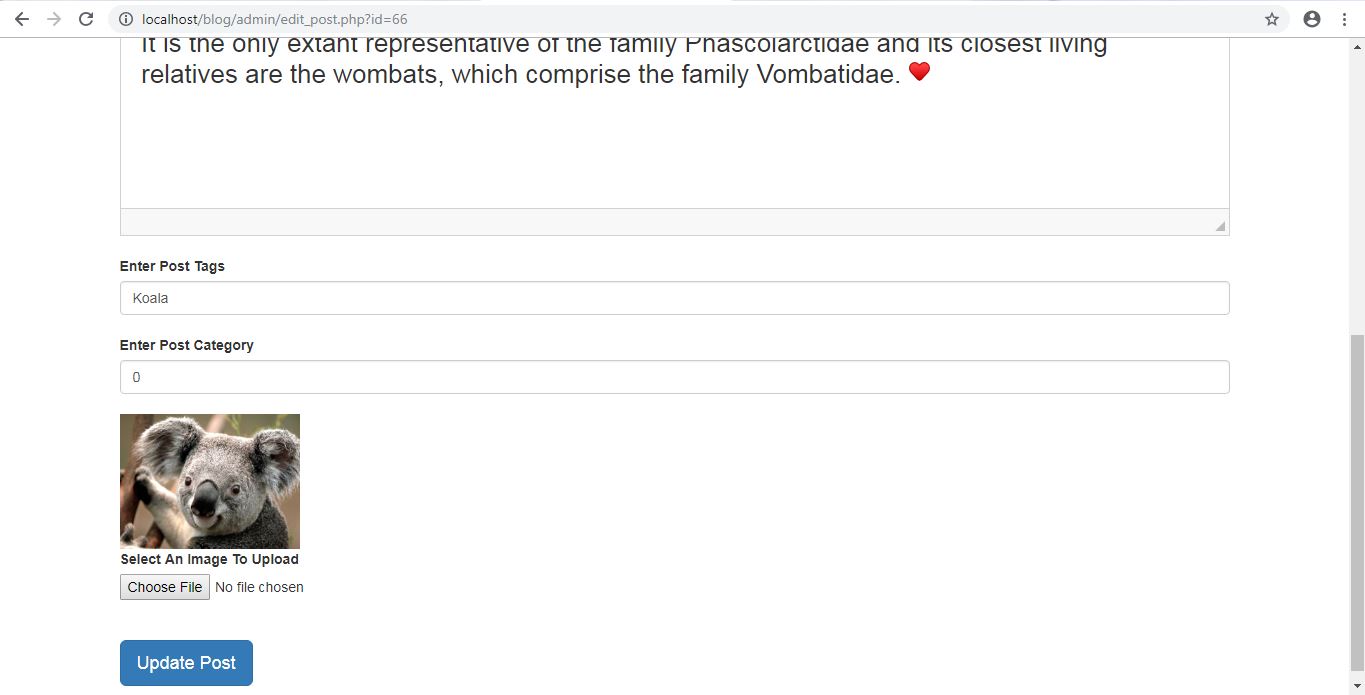 localhost/blog/admin/edit_post.php?id=66
It is the only extant representative of the family Phascolarctidae and its closest living
relatives are the wombats, which comprise the family Vombatidae. ❤
Enter Post Tags
Koala
Enter Post Category
0
Select An Image To Upload
Choose File No file chosen
Update Post